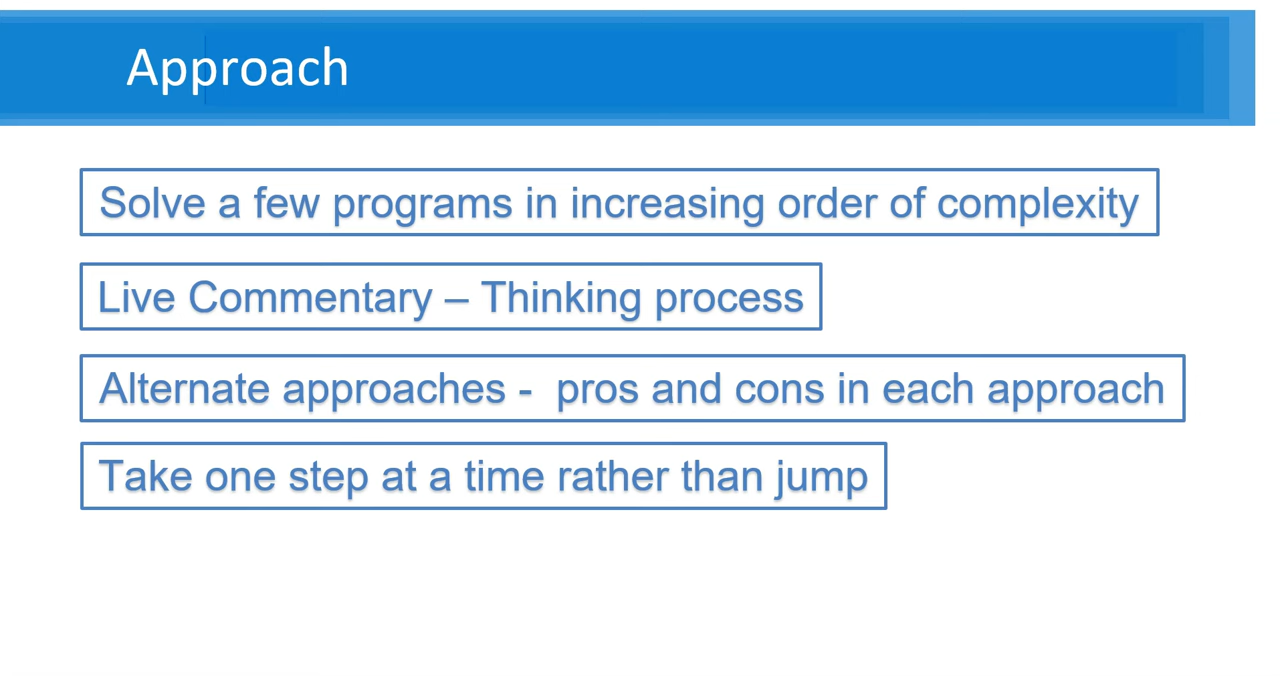 Approach
Solve a few programs in increasing order of complexity
Live Commentary – Thinking process
Alternate approaches -  pros and cons in each approach
Take one step at a time rather than jump